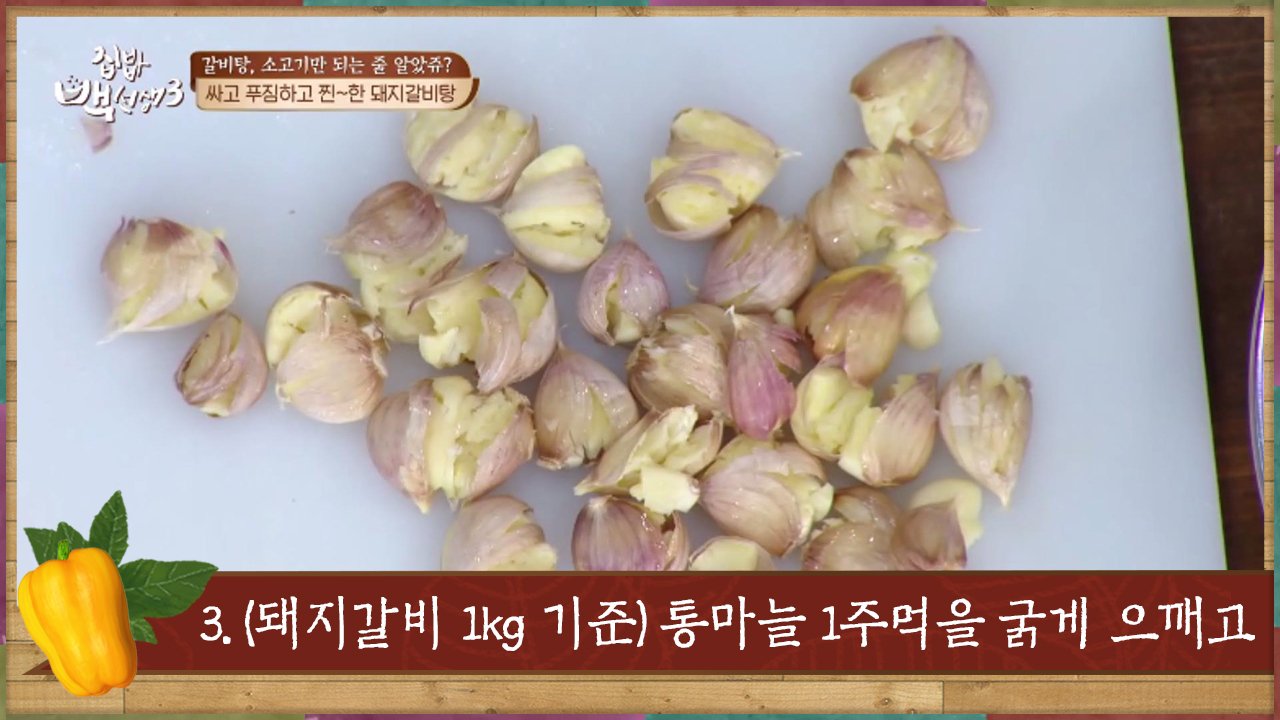 집밥
백선생3
갈비탕, 소고기만 되는 줄 알았쥬?
싸고 푸짐하고 찐~한 돼지갈비탕
3. (돼지갈비 1kg 기준) 통마늘 1주먹을 굵게 으깨고